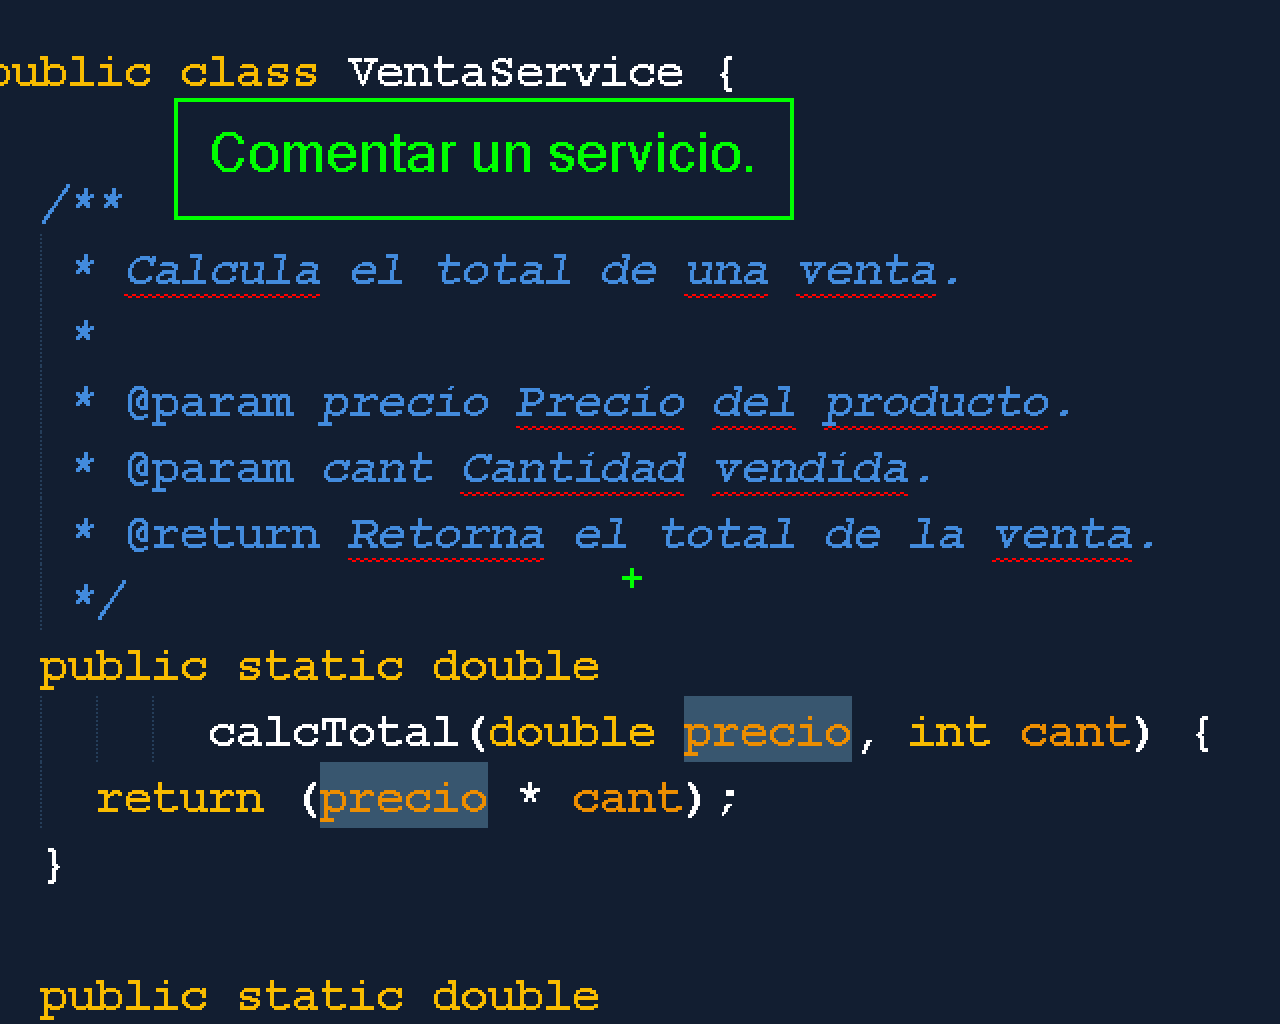 public class VentaService {
Comentar un servicio.
/**
* Calcula el total de una venta.
*
* @param precio Precio del producto.
* @param cant Cantidad vendida.
* @return Retorna el total de la venta.
*/
public static double
calcTotal(double precio, int cant) {
return (precio * cant);
}
public static double